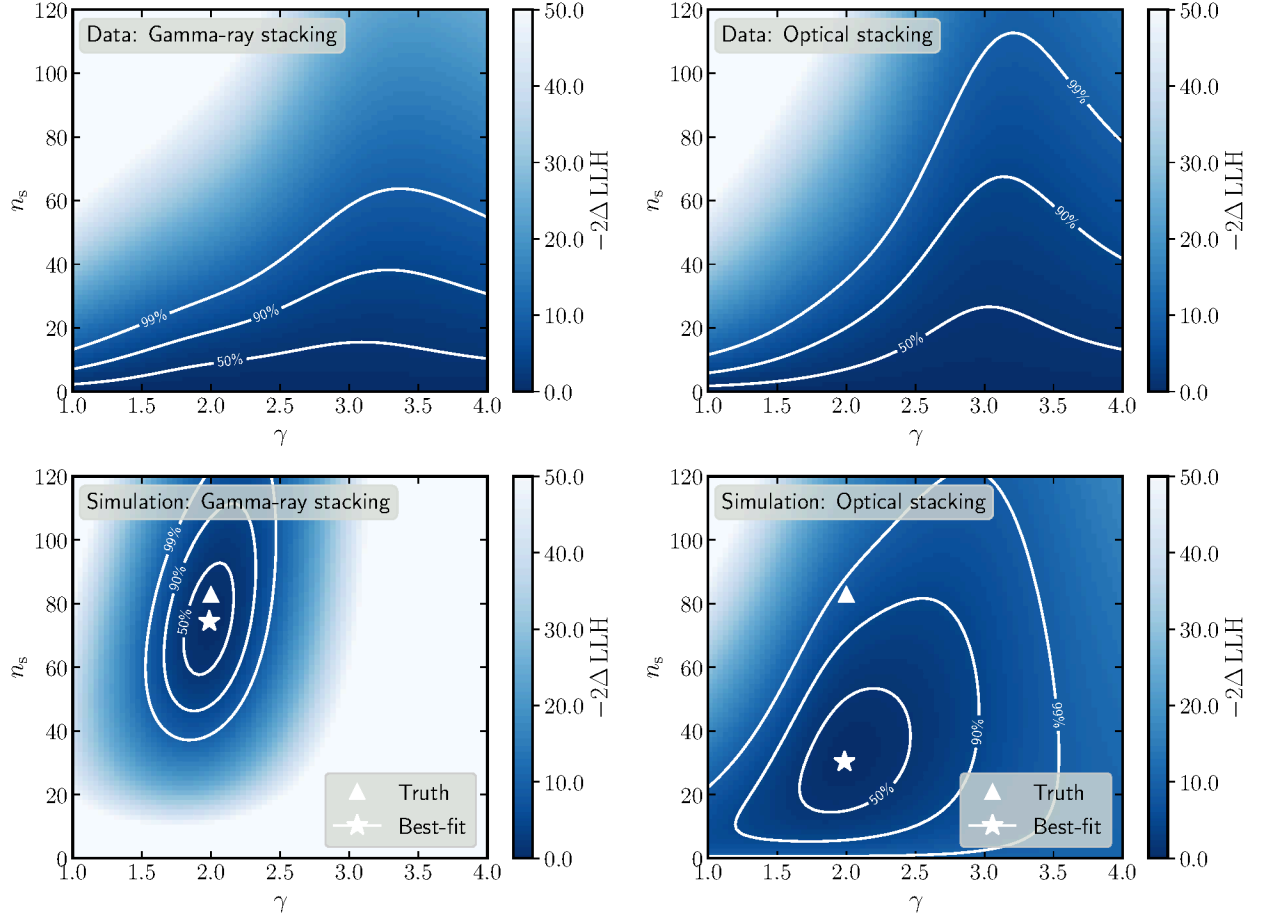 Data: Gamma-ray stacking
120
100
80
60
40
20
0
n_s
99%
90%
50%
1.0 1.5 2.0 2.5 3.0 3.5 4.0
γ
50.0
40.0
30.0
20.0
10.0
0.0
−2Δ LLH
Data: Optical stacking
120
100
80
60
40
20
0
n_s
99%
90%
50%
1.0 1.5 2.0 2.5 3.0 3.5 4.0
γ
50.0
40.0
30.0
20.0
10.0
0.0
−2Δ LLH
Simulation: Gamma-ray stacking
120
100
80
60
40
20
0
n_s
99%
90%
50%
Truth
Best-fit
1.0 1.5 2.0 2.5 3.0 3.5 4.0
γ
50.0
40.0
30.0
20.0
10.0
0.0
−2Δ LLH
Simulation: Optical stacking
120
100
80
60
40
20
0
n_s
99%
90%
50%
Truth
Best-fit
1.0 1.5 2.0 2.5 3.0 3.5 4.0
γ
50.0
40.0
30.0
20.0
10.0
0.0
−2Δ LLH